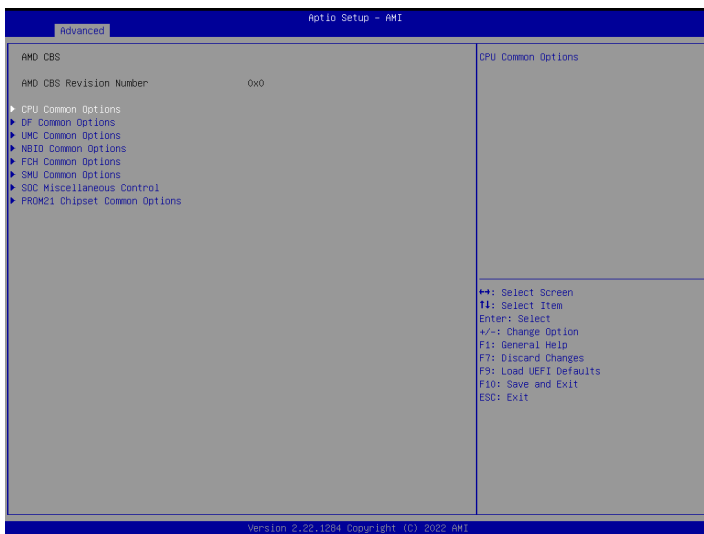 Aptio Setup - AMI
Advanced
AMD CBS
AMD CBS Revision Number 0x0
CPU Common Options
DF Common Options
UMC Common Options
NBIO Common Options
FCH Common Options
SMU Common Options
SOC Miscellaneous Control
PROM21 Chipset Common Options
CPU Common Options
↔: Select Screen
↑↓: Select Item
Enter: Select
+/-: Change Option
F1: General Help
F7: Discard Changes
F9: Load UEFI Defaults
F10: Save and Exit
ESC: Exit
Version 2.22.1284 Copyright (C) 2022 AMI